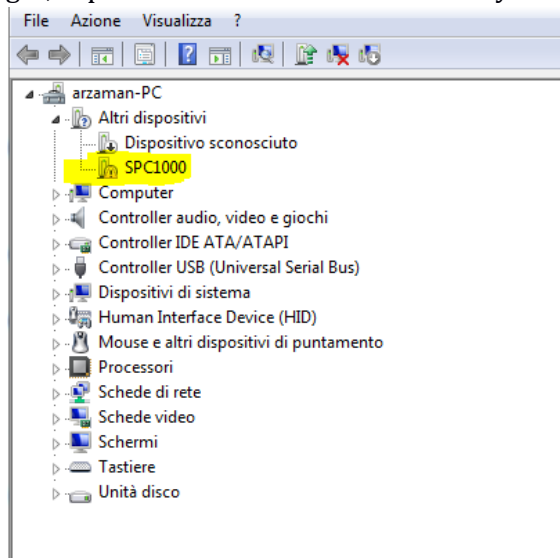 File Azione Visualizza ?
arzaman-PC
Altri dispositivi
Dispositivo sconosciuto
SPC1000
Computer
Controller audio, video e giochi
Controller IDE ATA/ATAPI
Controller USB (Universal Serial Bus)
Dispositivi di sistema
Human Interface Device (HID)
Mouse e altri dispositivi di puntamento
Processori
Schede di rete
Schede video
Schermi
Tastiere
Unità disco